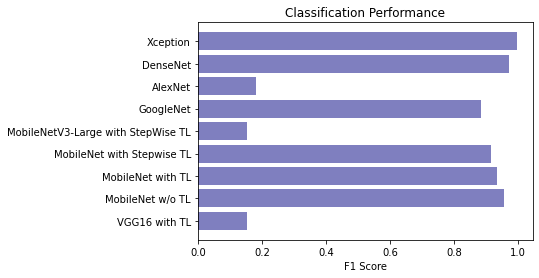 Classification Performance
Xception
DenseNet
AlexNet
GoogleNet
MobileNetV3-Large with StepWise TL
MobileNet with Stepwise TL
MobileNet with TL
MobileNet w/o TL
VGG16 with TL
0.0 0.2 0.4 0.6 0.8 1.0
F1 Score